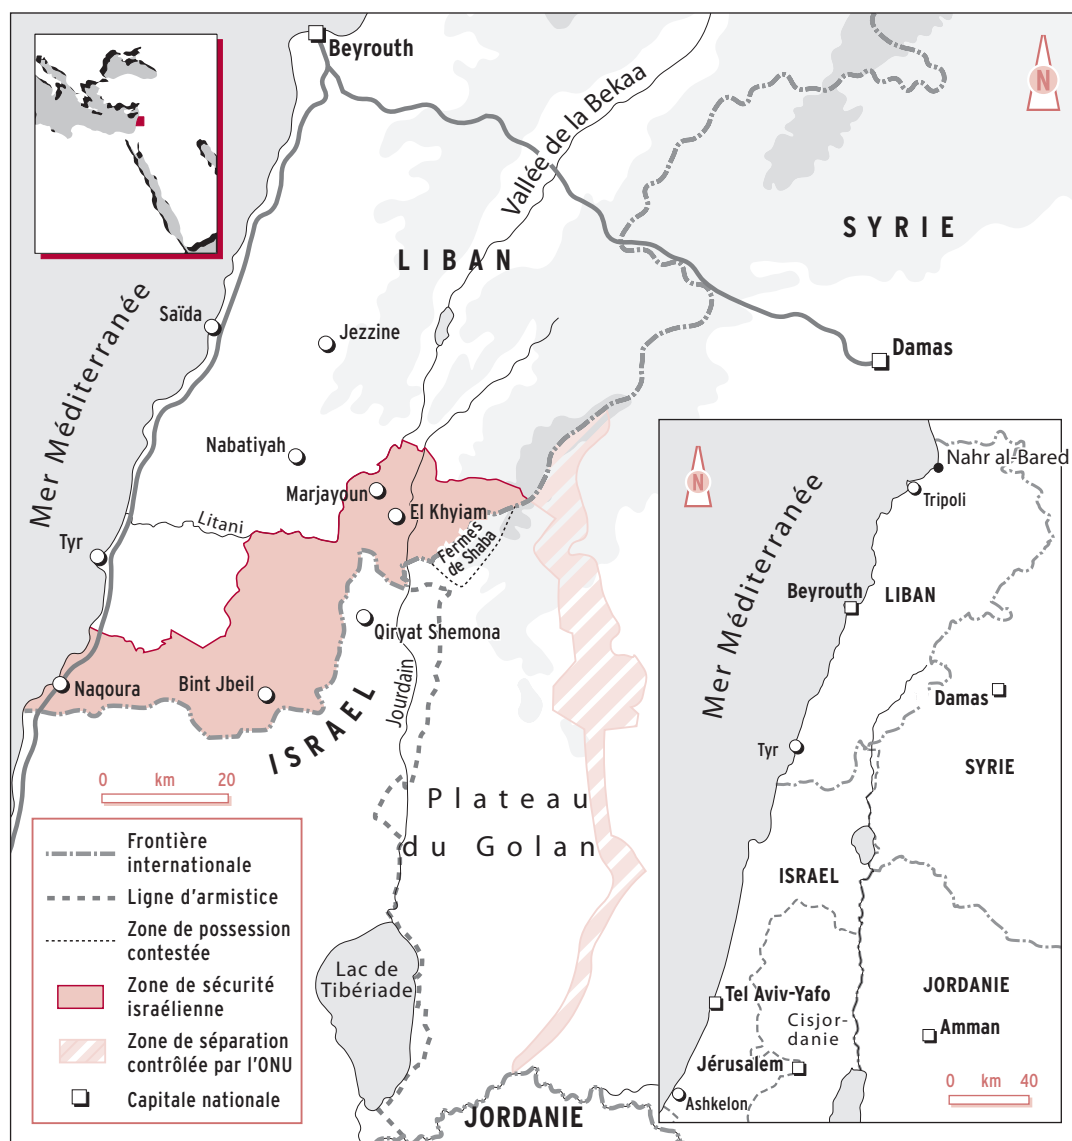 Beyrouth
N
Vallée de la Bekaa
SYRIE
LIBAN
Mer Méditerranée
Saïda
Jezzine
Damas
Nabatiyah
Marjayoun
El Khyiam
Litani
Fermes
de Shaba
Tyr
Qiryat Shemona
Naqoura
Bint Jbeil
Jourdain
ISRAEL
0 km 20
Plateau
du Golan
Lac de
Tibériade
JORDANIE
Frontière
internationale
Ligne d'armistice
Zone de possession
contestée
Zone de sécurité
israélienne
Zone de séparation
contrôlée par l'ONU
Capitale nationale
N
Nahr al-Bared
Tripoli
Mer Méditerranée
Beyrouth
LIBAN
Damas
Tyr
SYRIE
ISRAEL
JORDANIE
Tel Aviv-Yafo
Cisjor-
danie
Amman
Jérusalem
Ashkelon
0 km 40